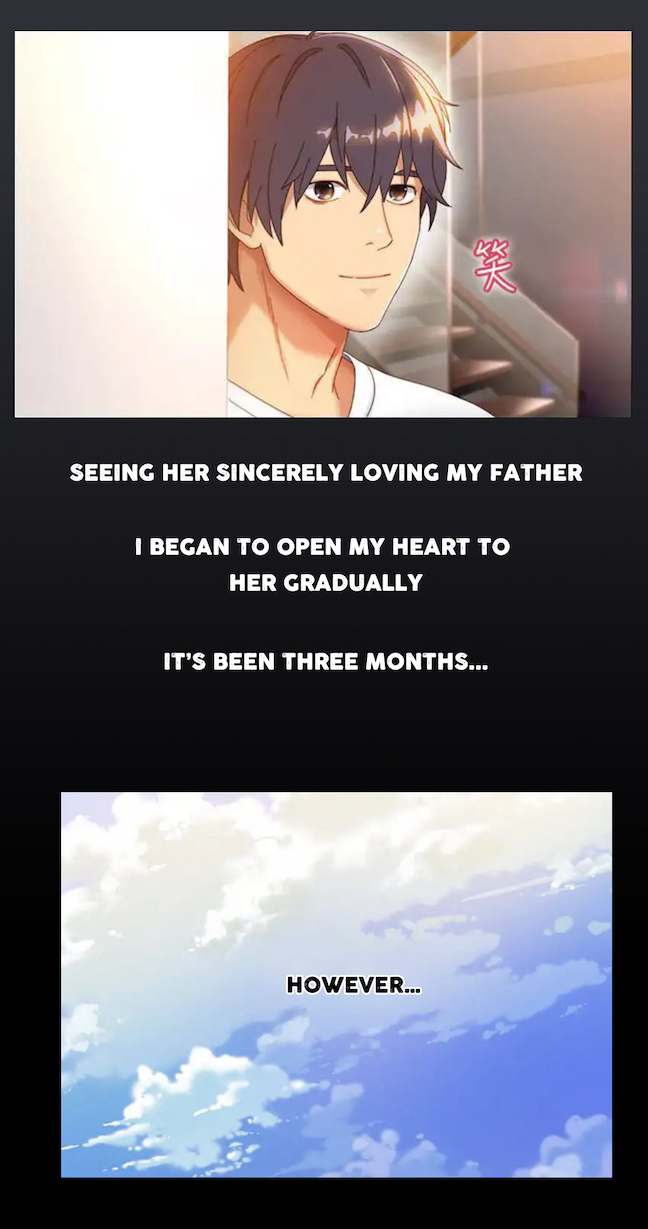 笑
SEEING HER SINCERELY LOVING MY FATHER
I BEGAN TO OPEN MY HEART TO
HER GRADUALLY
IT'S BEEN THREE MONTHS...
HOWEVER...